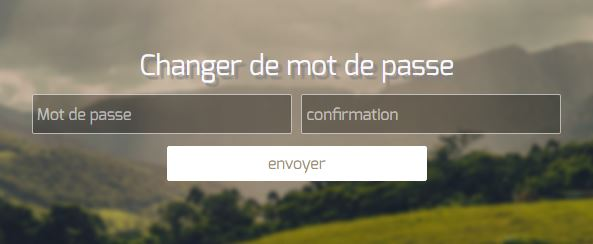 Changer de mot de passe
Mot de passe
confirmation
envoyer